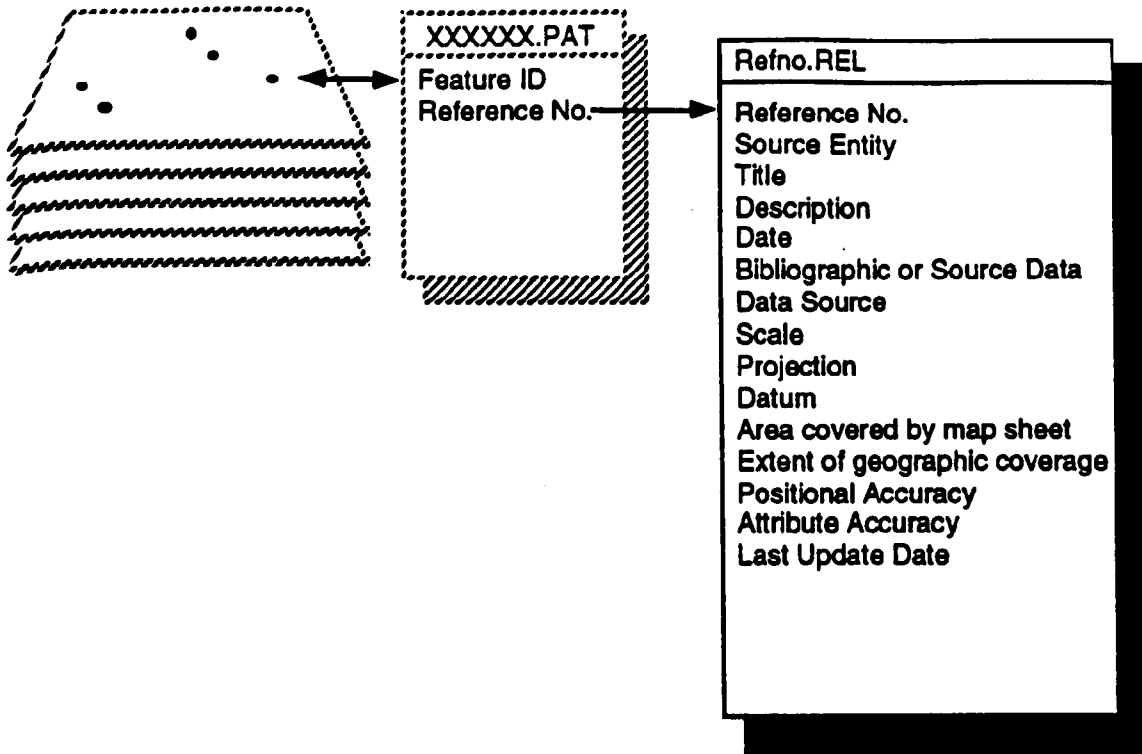 XXXXXX.PAT
Feature ID
Reference No.
Refno.REL
Reference No.
Source Entity
Title
Description
Date
Bibliographic or Source Data
Data Source
Scale
Projection
Datum
Area covered by map sheet
Extent of geographic coverage
Positional Accuracy
Attribute Accuracy
Last Update Date